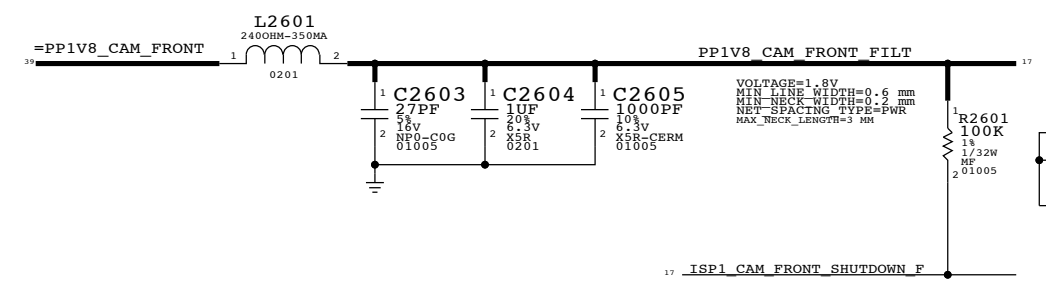 L2601
240OHM-350MA
=PP1V8_CAM_FRONT
39
1
2
0201
PP1V8_CAM_FRONT_FILT
17
VOLTAGE=1.8V
MIN_LINE_WIDTH=0.6 mm
MIN_NECK_WIDTH=0.2 mm
NET_SPACING_TYPE=PWR
MAX_NECK_LENGTH=3 MM
1
C2603
27PF
5%
16V
2
NP0-C0G
01005
1
C2604
1UF
20%
6.3V
2
X5R
0201
1
C2605
1000PF
10%
6.3V
2
X5R-CERM
01005
1
R2601
100K
1%
1/32W
MF
2
01005
17
ISP1_CAM_FRONT_SHUTDOWN_F